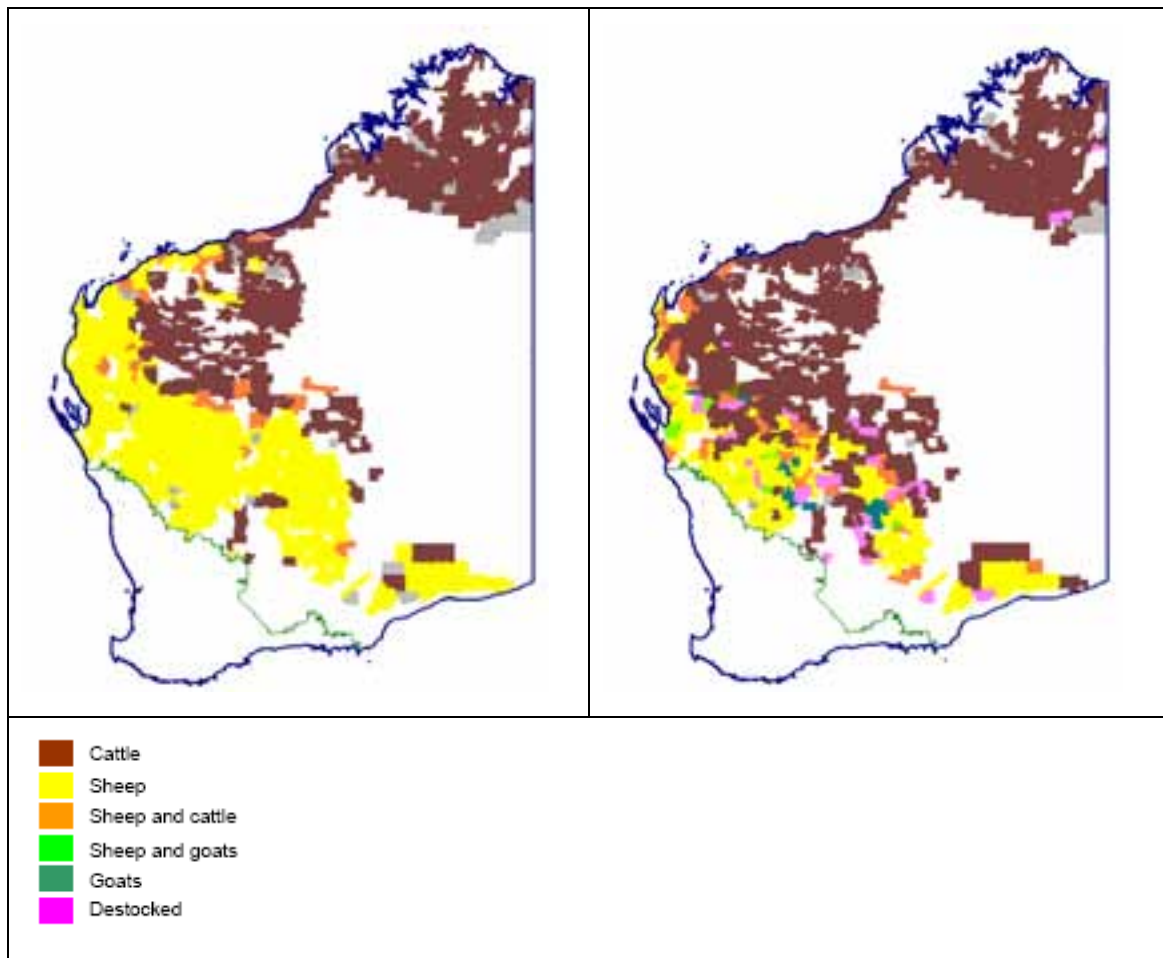 Cattle
Sheep
Sheep and cattle
Sheep and goats
Goats
Destocked